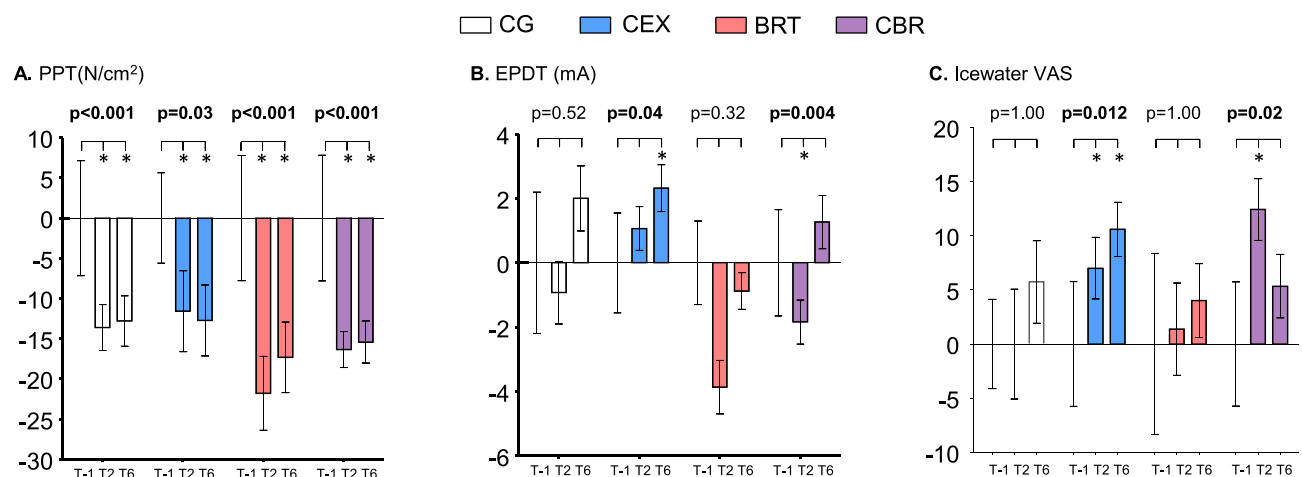 CG CEX BRT CBR
A. PPT(N/cm²) B. EPDT (mA) C. Icewater VAS
p<0.001 p=0.03 p<0.001 p<0.001
10
5
0
-5
-10
-15
-20
-25
-30
* * * * * * * *
T-1 T2 T6 T-1 T2 T6 T-1 T2 T6 T-1 T2 T6
p=0.52 p=0.04 p=0.32 p=0.004
4
2
0
-2
-4
-6
* *
T-1 T2 T6 T-1 T2 T6 T-1 T2 T6 T-1 T2 T6
p=1.00 p=0.012 p=1.00 p=0.02
20
15
10
5
0
-5
-10
* * *
T-1 T2 T6 T-1 T2 T6 T-1 T2 T6 T-1 T2 T6